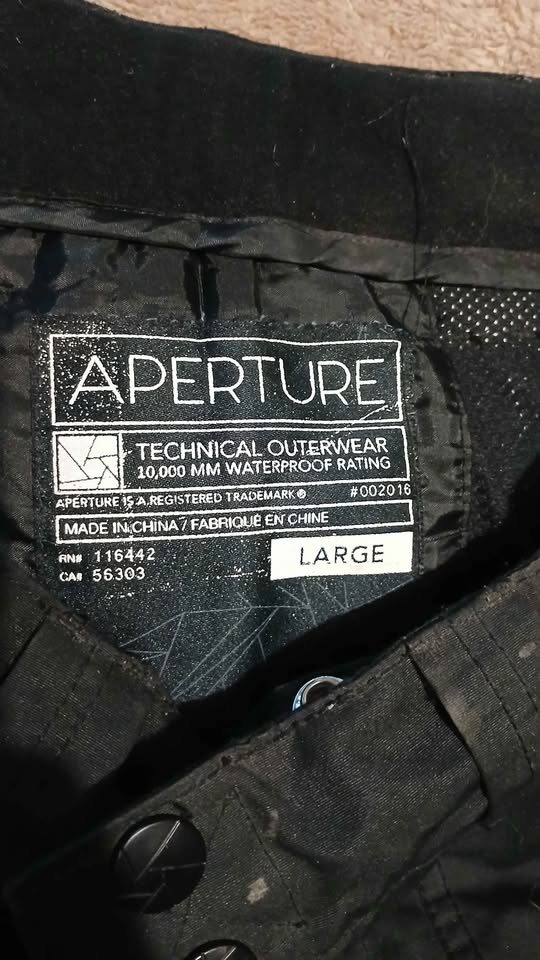 APERTURE
TECHNICAL OUTERWEAR
10,000 MM WATERPROOF RATING
APERTURE IS A REGISTERED TRADEMARK® #002016
MADE IN CHINA / FABRIQUÉ EN CHINE
RN# 116442
CA# 56303
LARGE